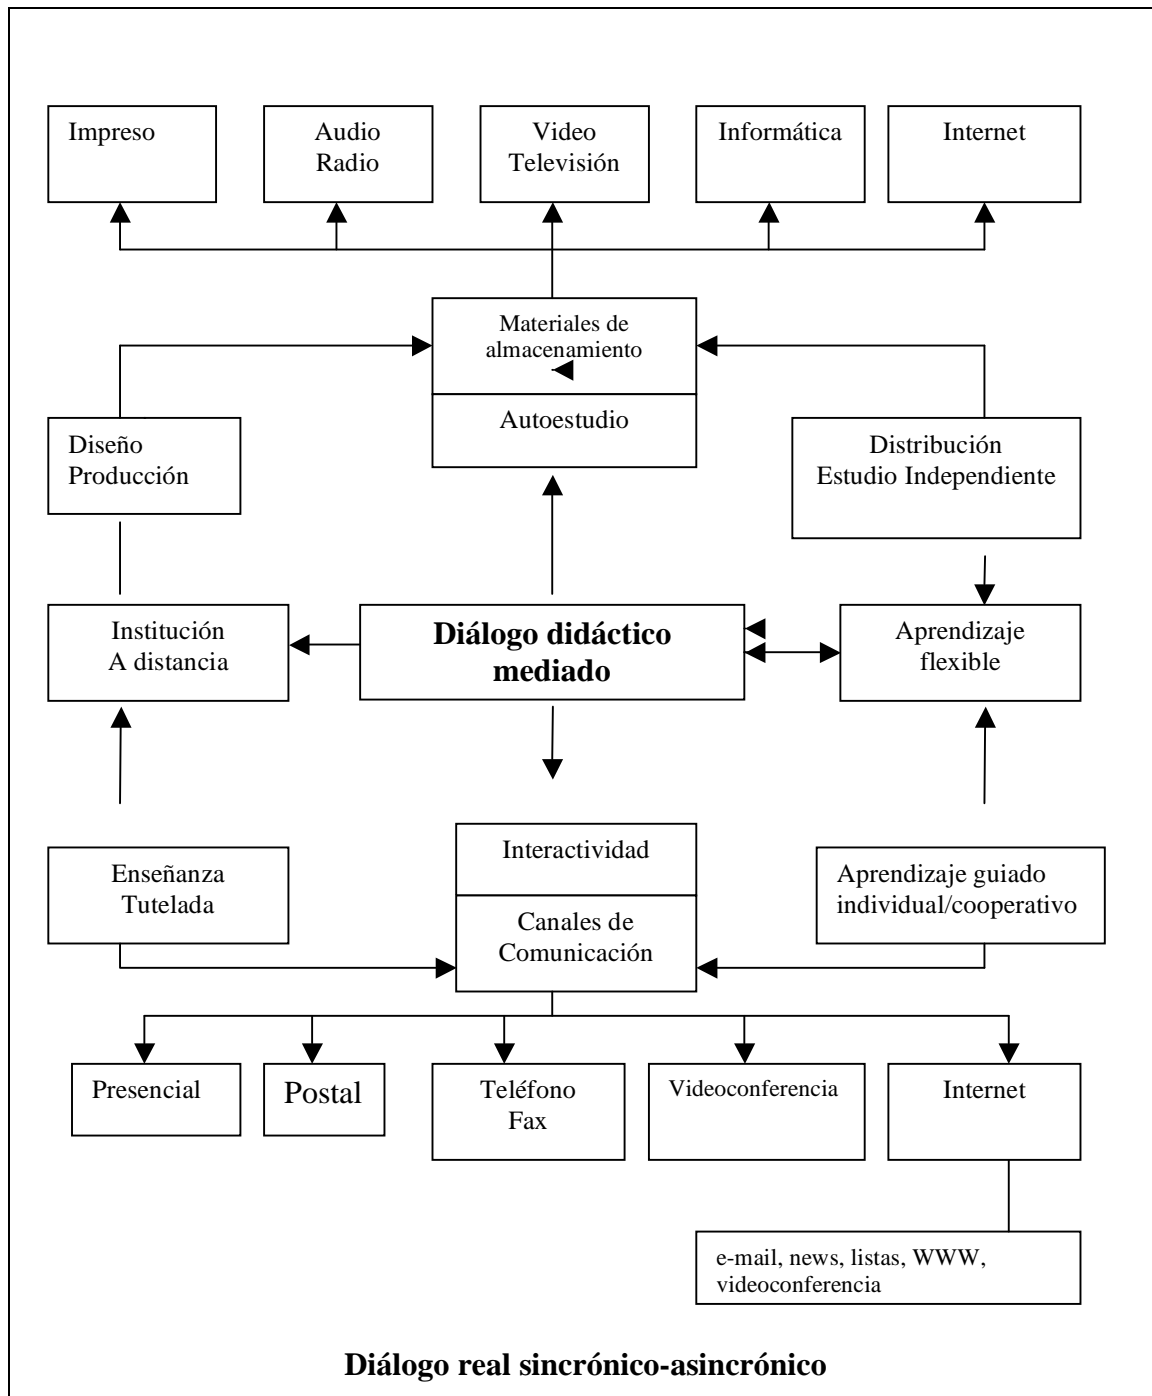 Impreso
Audio
Radio
Video
Televisión
Informática
Internet
Materiales de
almacenamiento
Autoestudio
Diseño
Producción
Distribución
Estudio Independiente
Institución
A distancia
Diálogo didáctico
mediado
Aprendizaje
flexible
Enseñanza
Tutelada
Interactividad
Canales de
Comunicación
Aprendizaje guiado
individual/cooperativo
Presencial
Postal
Teléfono
Fax
Videoconferencia
Internet
e-mail, news, listas, WWW,
videoconferencia
Diálogo real sincrónico-asincrónico